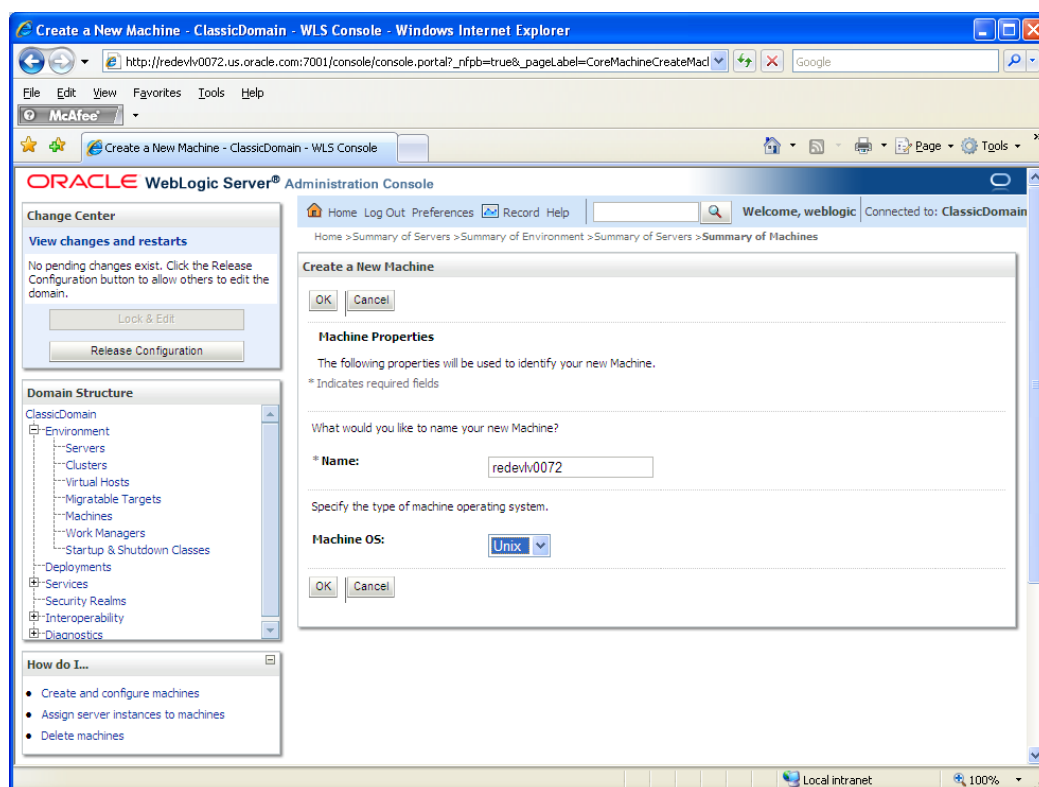 Create a New Machine - ClassicDomain - WLS Console - Windows Internet Explorer
http://redevlv0072.us.oracle.com:7001/console/console.portal?_nfpb=true&_pageLabel=CoreMachineCreateMacl
Google
File Edit View Favorites Tools Help
McAfee
Create a New Machine - ClassicDomain - WLS Console
Page Tools
ORACLE WebLogic Server® Administration Console
Change Center
View changes and restarts
No pending changes exist. Click the Release
Configuration button to allow others to edit the
domain.
Lock & Edit
Release Configuration
Domain Structure
ClassicDomain
Environment
Servers
Clusters
Virtual Hosts
Migratable Targets
Machines
Work Managers
Startup & Shutdown Classes
Deployments
Services
Security Realms
Interoperability
Diagnostics
How do I...
Create and configure machines
Assign server instances to machines
Delete machines
Home Log Out Preferences Record Help
Welcome, weblogic Connected to: ClassicDomain
Home >Summary of Servers >Summary of Environment >Summary of Servers >Summary of Machines
Create a New Machine
OK Cancel
Machine Properties
The following properties will be used to identify your new Machine.
* Indicates required fields
What would you like to name your new Machine?
* Name: redevlv0072
Specify the type of machine operating system.
Machine OS: Unix
OK Cancel
Local intranet 100%